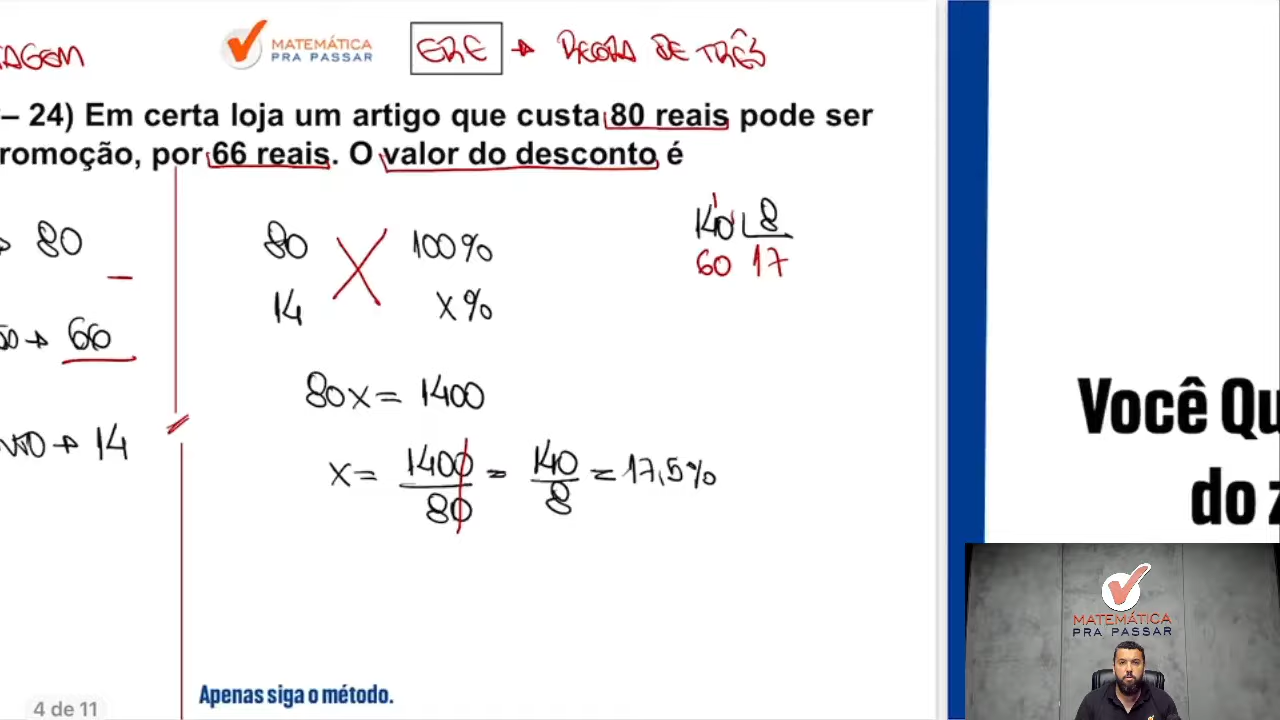 TAGEM
MATEMÁTICA
PRA PASSAR
ERE → REGRA DE TRÊS
– 24) Em certa loja um artigo que custa 80 reais pode ser
romoção, por 66 reais. O valor do desconto é
→ 80
80 100%
14 x%
140 8
60 17
→ 66
80x = 1400
→ 14
x = 1400/80 = 140/8 = 17,5%
Apenas siga o método.
4 de 11
Você Qu
do z
MATEMÁTICA
PRA PASSAR